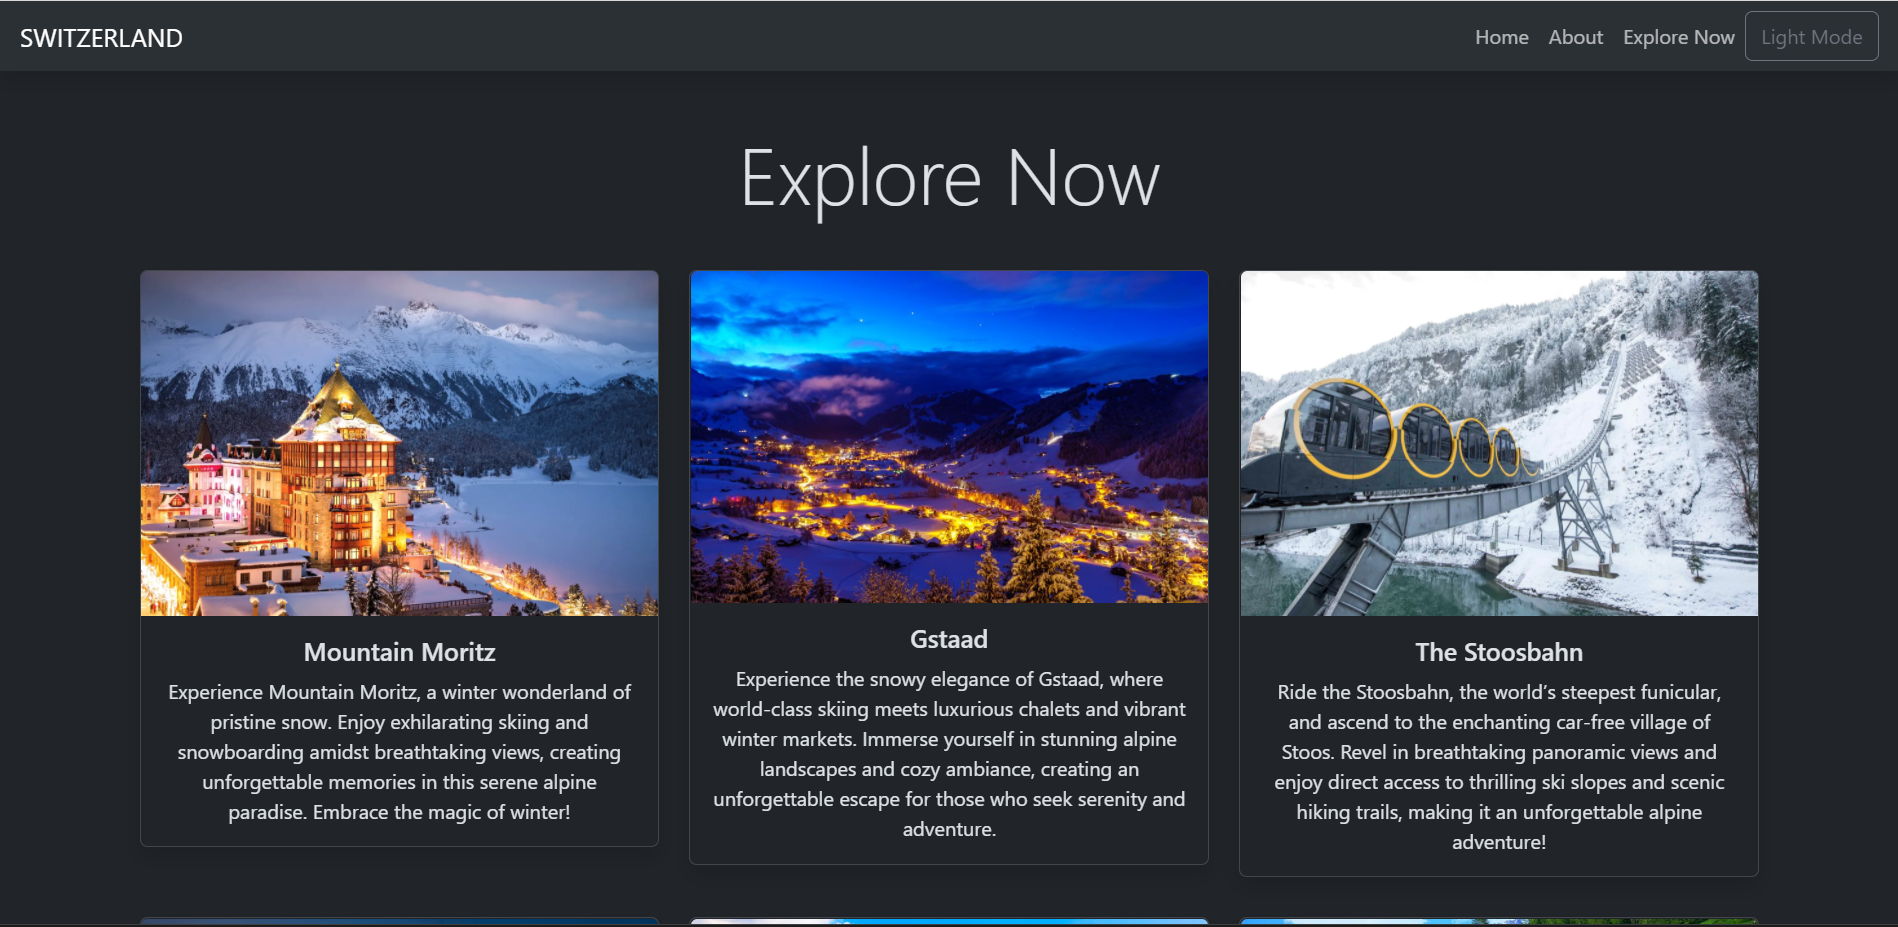 SWITZERLAND
Home About Explore Now Light Mode
Explore Now
Mountain Moritz
Experience Mountain Moritz, a winter wonderland of
pristine snow. Enjoy exhilarating skiing and
snowboarding amidst breathtaking views, creating
unforgettable memories in this serene alpine
paradise. Embrace the magic of winter!
Gstaad
Experience the snowy elegance of Gstaad, where
world-class skiing meets luxurious chalets and vibrant
winter markets. Immerse yourself in stunning alpine
landscapes and cozy ambiance, creating an
unforgettable escape for those who seek serenity and
adventure.
The Stoosbahn
Ride the Stoosbahn, the world’s steepest funicular,
and ascend to the enchanting car-free village of
Stoos. Revel in breathtaking panoramic views and
enjoy direct access to thrilling ski slopes and scenic
hiking trails, making it an unforgettable alpine
adventure!